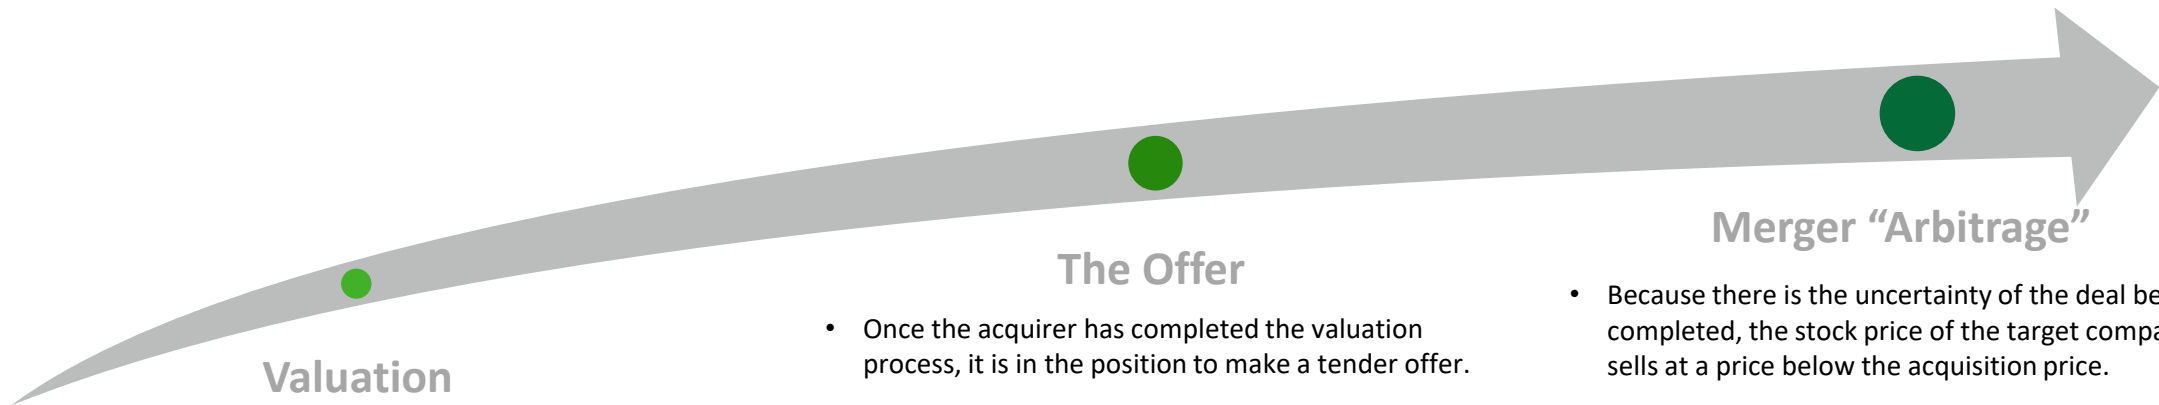 Valuation
The Offer
• Once the acquirer has completed the valuation
process, it is in the position to make a tender offer.
Merger “Arbitrage”
• Because there is the uncertainty of the deal
completed, the stock price of the target
sells at a price below the acquisition price.